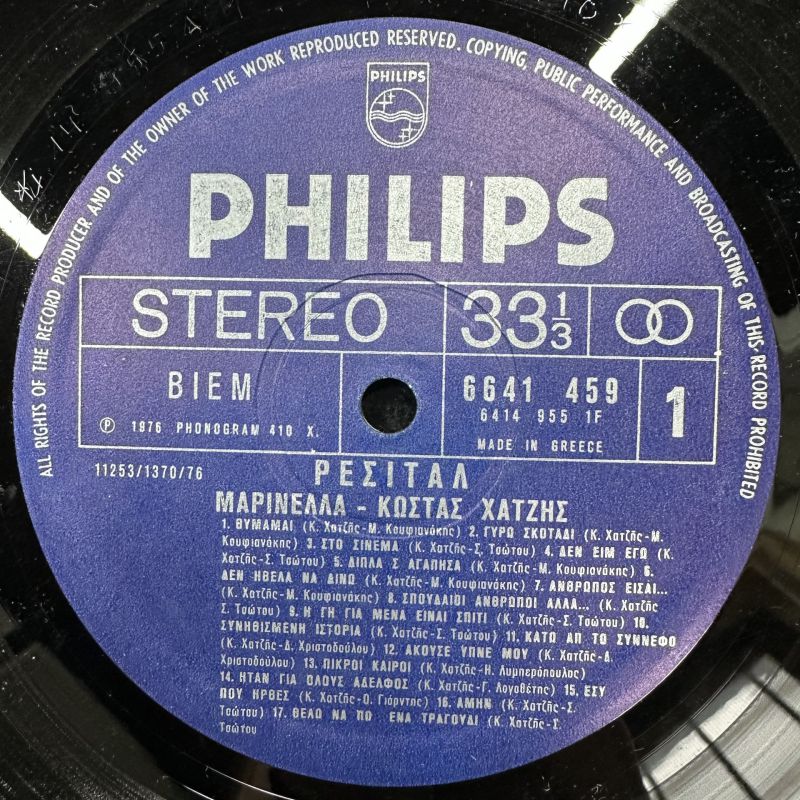 ALL RIGHTS OF THE RECORD PRODUCER AND OF THE OWNER OF THE WORK REPRODUCED RESERVED. COPYING, PUBLIC PERFORMANCE AND BROADCASTING OF THIS RECORD PROHIBITED
PHILIPS
PHILIPS
STEREO
33 1/3
BIEM
6641 459
6414 955 1F
1
℗ 1976 PHONOGRAM 410 X.
MADE IN GREECE
11253/1370/76
ΡΕΣΙΤΑΛ
ΜΑΡΙΝΕΛΛΑ - ΚΩΣΤΑΣ ΧΑΤΖΗΣ
1. ΘΥΜΑΜΑΙ (Κ. Χατζῆς-Μ. Κουφιανάκης) 2. ΓΥΡΩ ΣΚΟΤΑΔΙ (Κ. Χατζῆς-Μ.
Κουφιανάκης) 3. ΣΤΟ ΣΙΝΕΜΑ (Κ. Χατζῆς-Σ. Τσώτου) 4. ΔΕΝ ΕΙΜ ΕΓΩ (Κ.
Χατζῆς-Σ. Τσώτου) 5. ΔΙΠΛΑ Σ ΑΓΑΠΗΣΑ (Κ. Χατζῆς-Μ. Κουφιανάκης) 6.
ΔΕΝ ΗΘΕΛΑ ΝΑ ΔΙΝΩ (Κ. Χατζῆς-Μ. Κουφιανάκης) 7. ΑΝΘΡΩΠΟΣ ΕΙΣΑΙ...
(Κ. Χατζῆς-Μ. Κουφιανάκης) 8. ΣΠΟΥΔΑΙΟΙ ΑΝΘΡΩΠΟΙ ΑΛΛΑ... (Κ. Χατζῆς
Σ. Τσώτου) 9. Η ΓΗ ΓΙΑ ΜΕΝΑ ΕΙΝΑΙ ΣΠΙΤΙ (Κ. Χατζῆς-Σ. Τσώτου) 10.
ΣΥΝΗΘΙΣΜΕΝΗ ΙΣΤΟΡΙΑ (Κ. Χατζῆς-Σ. Τσώτου) 11. ΚΑΤΩ ΑΠ ΤΟ ΣΥΝΝΕΦΟ
(Κ. Χατζῆς-Δ. Χριστοδούλου) 12. ΑΚΟΥΣΕ ΥΠΝΕ ΜΟΥ (Κ. Χατζῆς-Δ.
Χριστοδούλου) 13. ΠΙΚΡΟΙ ΚΑΙΡΟΙ (Κ. Χατζῆς-Η. Λυμπερόπουλος)
14. ΗΤΑΝ ΓΙΑ ΟΛΟΥΣ ΑΔΕΛΦΟΣ (Κ. Χατζῆς-Γ. Λογοθέτης) 15. ΕΣΥ
ΠΟΥ ΗΡΘΕΣ (Κ. Χατζῆς-Ο. Γιόρντης) 16. ΑΜΗΝ (Κ. Χατζῆς-Σ.
Τσώτου) 17. ΘΕΛΩ ΝΑ ΠΩ ΕΝΑ ΤΡΑΓΟΥΔΙ (Κ. Χατζῆς-Σ.
Τσώτου